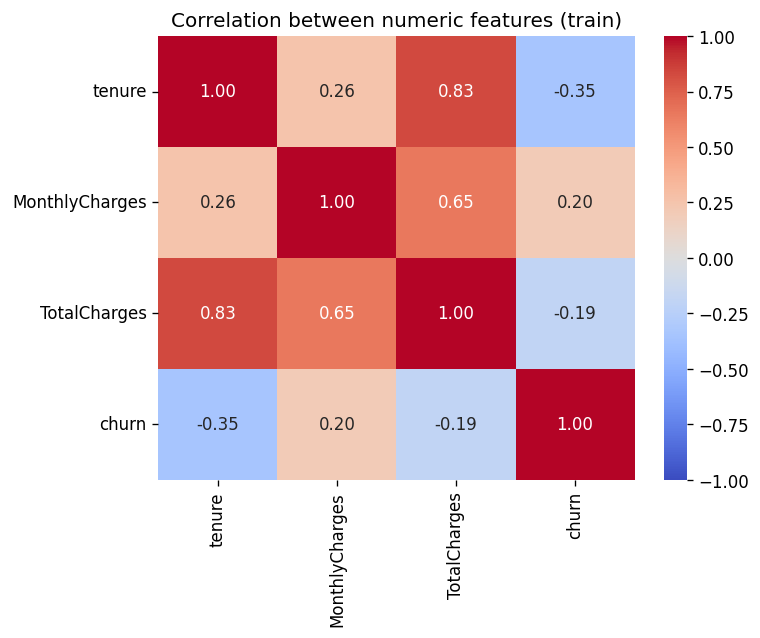 Correlation between numeric features (train)
tenure 1.00 0.26 0.83 -0.35
MonthlyCharges 0.26 1.00 0.65 0.20
TotalCharges 0.83 0.65 1.00 -0.19
churn -0.35 0.20 -0.19 1.00
tenure
MonthlyCharges
TotalCharges
churn
1.00
0.75
0.50
0.25
0.00
−0.25
−0.50
−0.75
−1.00